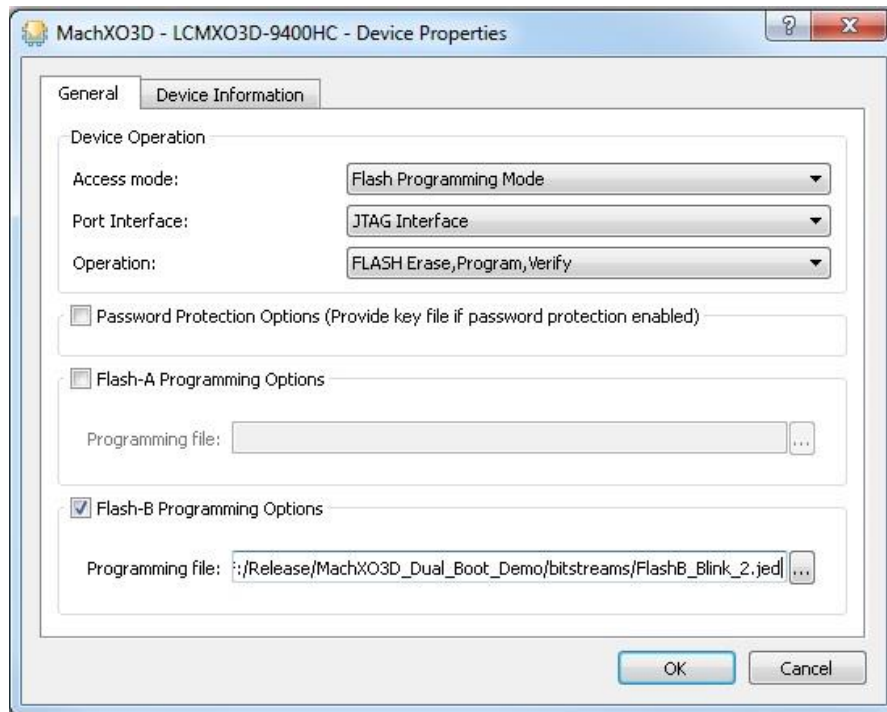 MachXO3D - LCMXO3D-9400HC - Device Properties
General Device Information
Device Operation
Access mode: Flash Programming Mode
Port Interface: JTAG Interface
Operation: FLASH Erase,Program,Verify
Password Protection Options (Provide key file if password protection enabled)
Flash-A Programming Options
Programming file: ...
Flash-B Programming Options
Programming file: :/Release/MachXO3D_Dual_Boot_Demo/bitstreams/FlashB_Blink_2.jed ...
OK Cancel